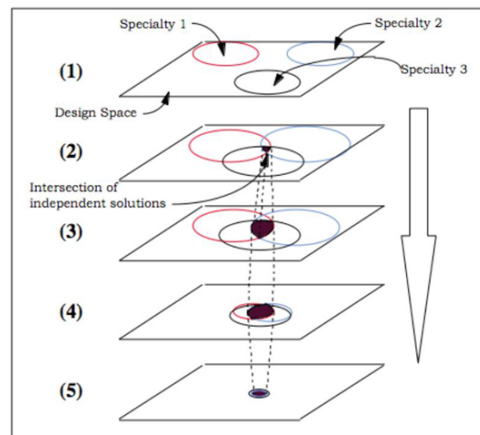 Specialty 1
Specialty 2
(1)
Specialty 3
Design Space
(2)
Intersection of
independent solutions
(3)
(4)
(5)